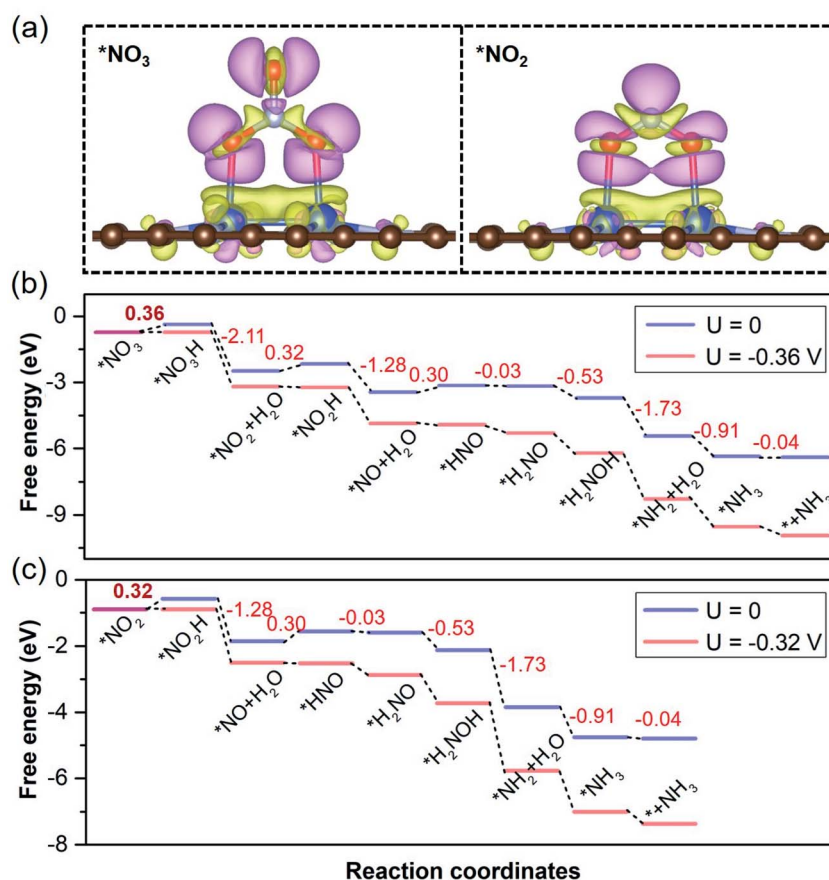 (a)
*NO₃
*NO₂
(b)
0
-3
-6
-9
Free energy (eV)
0.36
-2.11
0.32
-1.28
0.30
-0.03
-0.53
-1.73
-0.91
-0.04
U = 0
U = -0.36 V
*NO₃
*NO₃H
*NO₂+H₂O
*NO₂H
*NO+H₂O
*HNO
*H₂NO
*H₂NOH
*NH₂+H₂O
*NH₃
*+NH₃
(c)
0
-2
-4
-6
-8
Free energy (eV)
0.32
-1.28
0.30
-0.03
-0.53
-1.73
-0.91
-0.04
U = 0
U = -0.32 V
*NO₂
*NO₂H
*NO+H₂O
*HNO
*H₂NO
*H₂NOH
*NH₂+H₂O
*NH₃
*+NH₃
Reaction coordinates